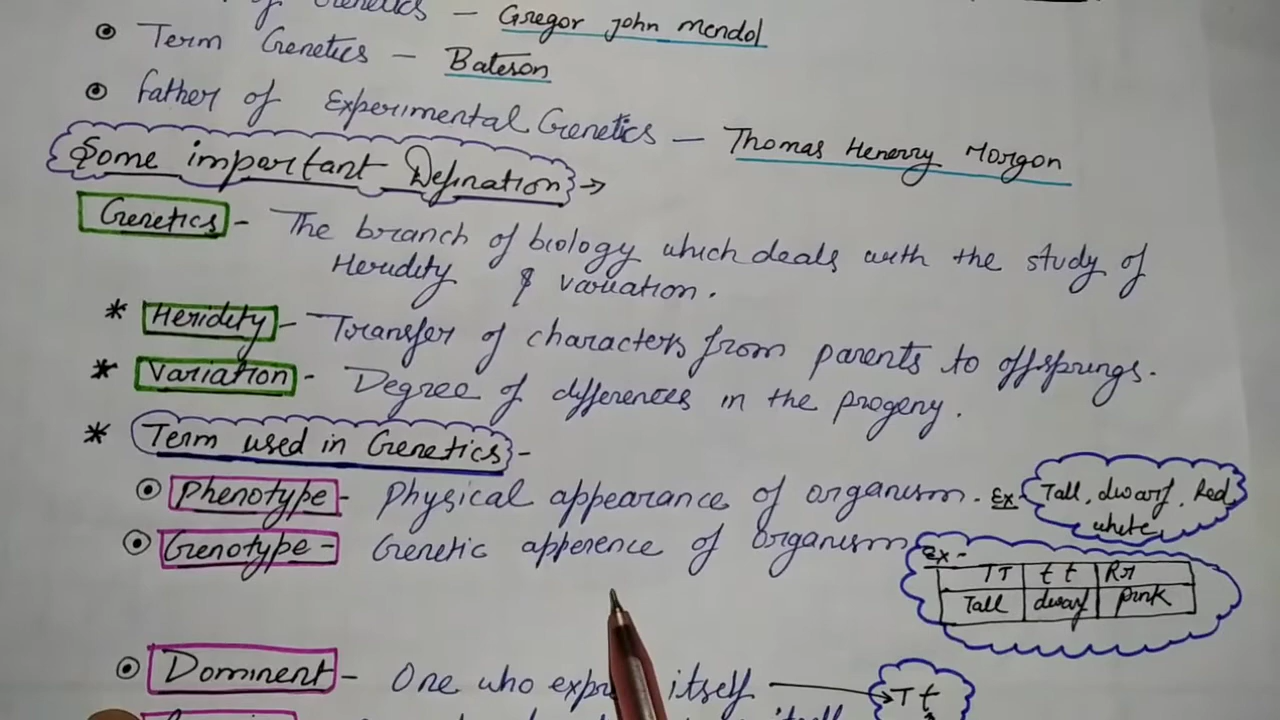 of Genetics – Gregor John Mendol
Term Genetics – Bateson
Father of Experimental Genetics – Thomas Henerry Morgon
Some important Defination →
Genetics – The branch of biology which deals with the study of
Heridity & variation.
* Heridity – Transfer of characters from parents to offsprings.
* Variation – Degree of differences in the progeny.
* Term used in Genetics –
Phenotype – Physical appearance of organism. Ex Tall, dwarf, Red,
white
Genotype – Genetic apperence of organism Ex –
TT tt Rr
Tall dwarf Pink
Dominent – One who itself → Tt